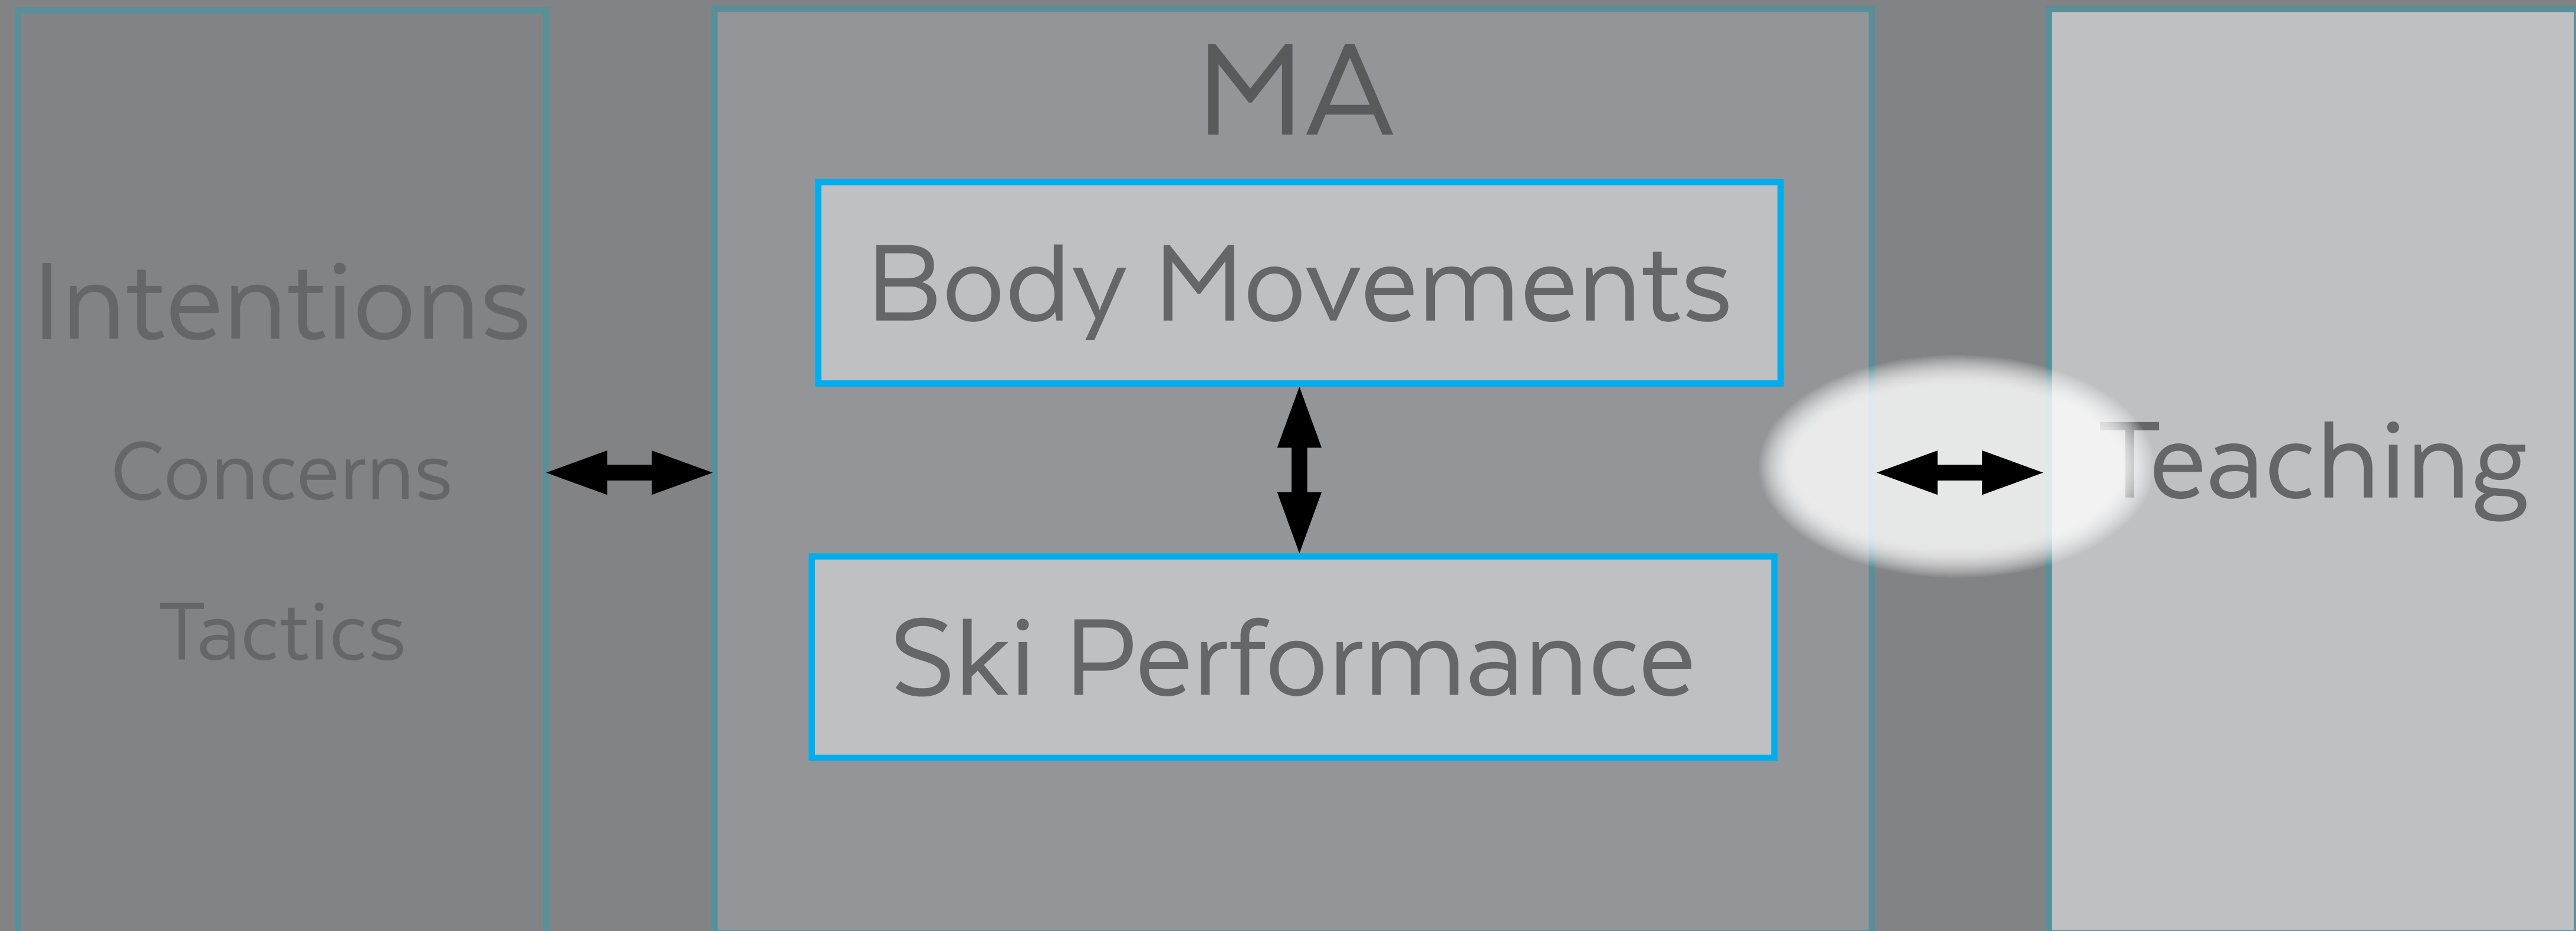 Intentions
Concerns
Tactics
MA
Body Movements
Ski Performance
Teaching